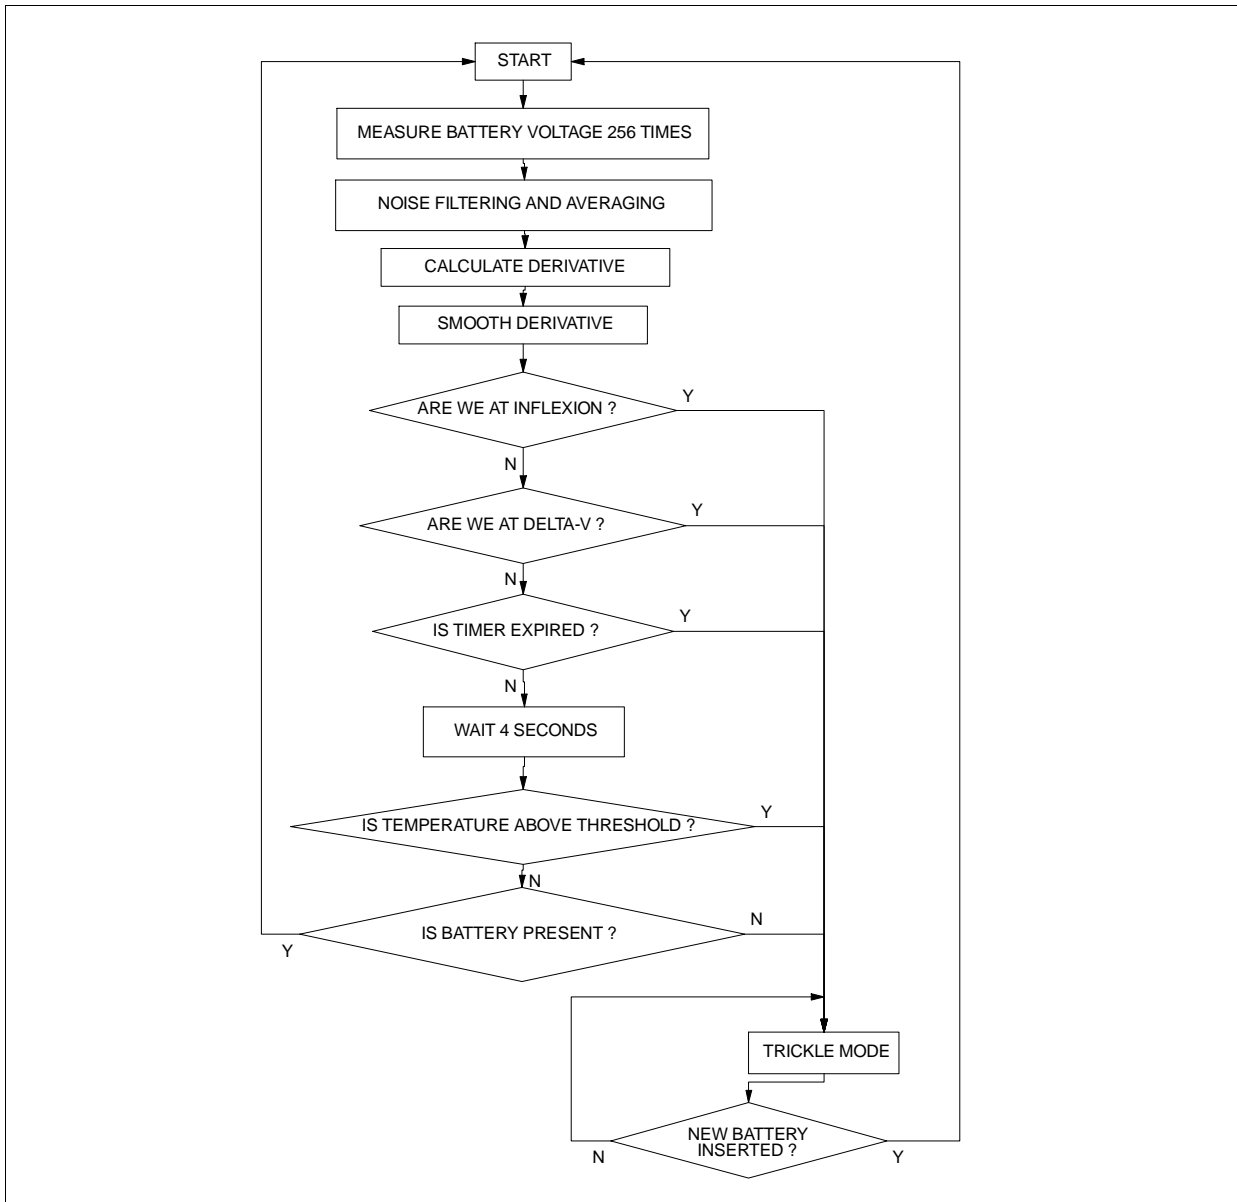 START
MEASURE BATTERY VOLTAGE 256 TIMES
NOISE FILTERING AND AVERAGING
CALCULATE DERIVATIVE
SMOOTH DERIVATIVE
Y
ARE WE AT INFLEXION ?
N
Y
ARE WE AT DELTA-V ?
N
Y
IS TIMER EXPIRED ?
N
WAIT 4 SECONDS
Y
IS TEMPERATURE ABOVE THRESHOLD ?
N
N
IS BATTERY PRESENT ?
Y
TRICKLE MODE
NEW BATTERY
INSERTED ?
N
Y